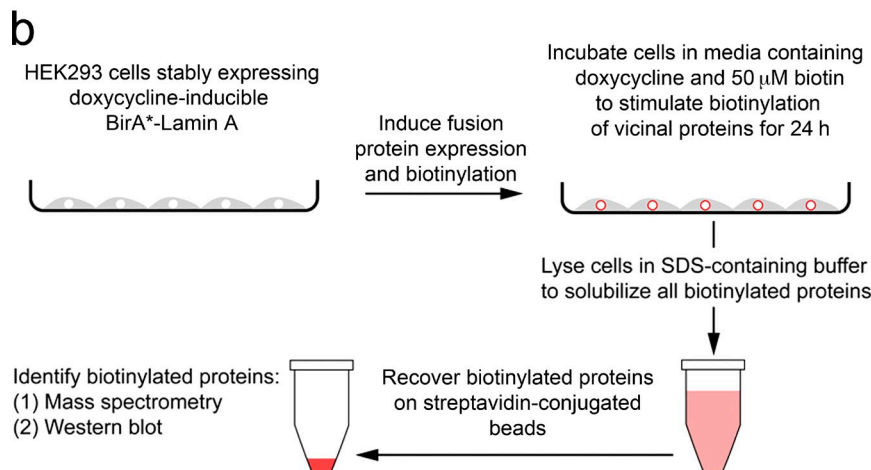 b
HEK293 cells stably expressing
doxycycline-inducible
BirA*-Lamin A
Induce fusion
protein expression
and biotinylation
Incubate cells in media containing
doxycycline and 50 µM biotin
to stimulate biotinylation
of vicinal proteins for 24 h
Lyse cells in SDS-containing buffer
to solubilize all biotinylated proteins
Recover biotinylated proteins
on streptavidin-conjugated
beads
Identify biotinylated proteins:
(1) Mass spectrometry
(2) Western blot